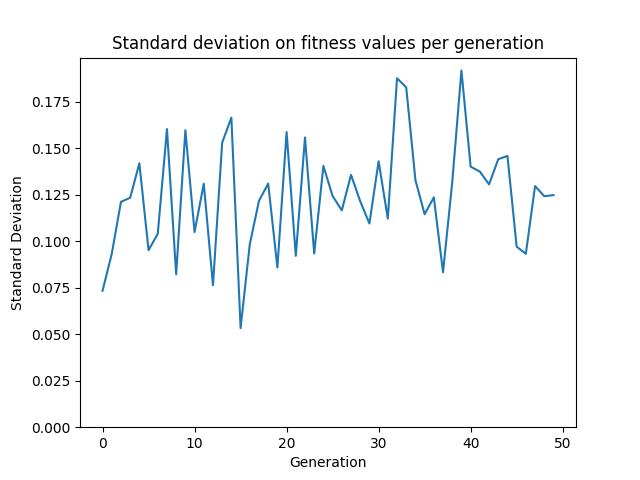 Standard deviation on fitness values per generation
Standard Deviation
0.175
0.150
0.125
0.100
0.075
0.050
0.025
0.000
0 10 20 30 40 50
Generation